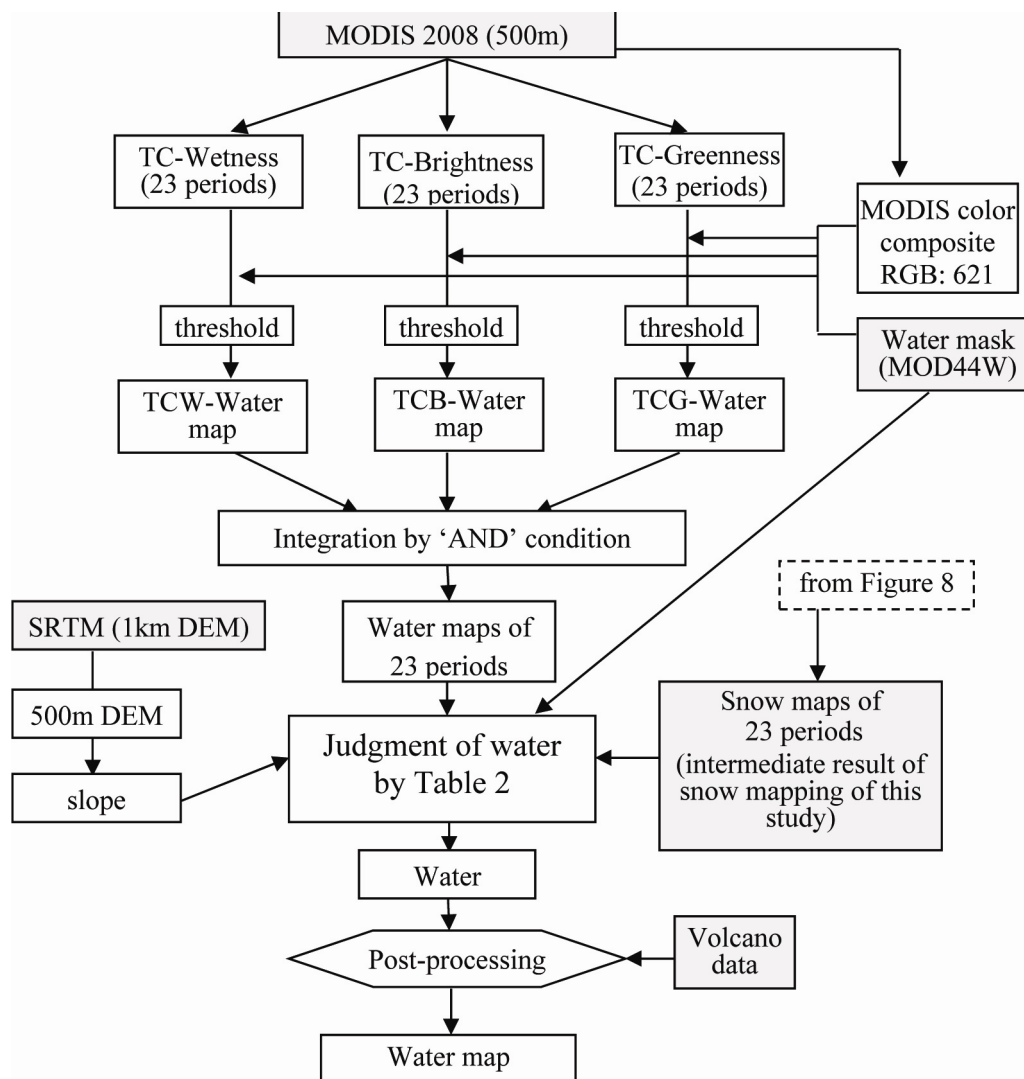 MODIS 2008 (500m)
TC-Wetness
(23 periods)
TC-Brightness
(23 periods)
TC-Greenness
(23 periods)
MODIS color
composite
RGB: 621
threshold
threshold
threshold
Water mask
(MOD44W)
TCW-Water
map
TCB-Water
map
TCG-Water
map
Integration by ‘AND’ condition
from Figure 8
SRTM (1km DEM)
Water maps of
23 periods
500m DEM
Snow maps of
23 periods
(intermediate result of
snow mapping of this
study)
Judgment of water
by Table 2
slope
Water
Post-processing
Volcano
data
Water map